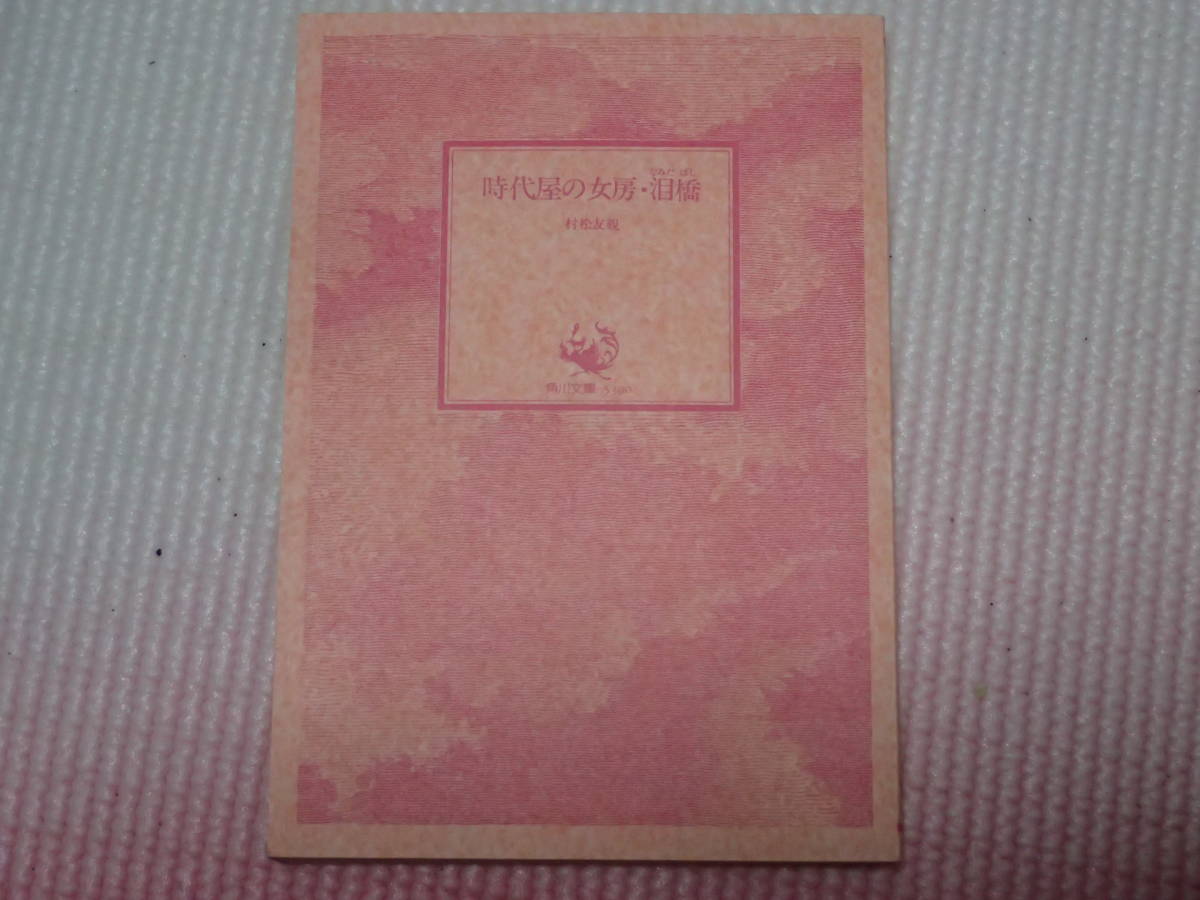 時代屋の女房・泪橋
なみだ ばし
村松友視
角川文庫